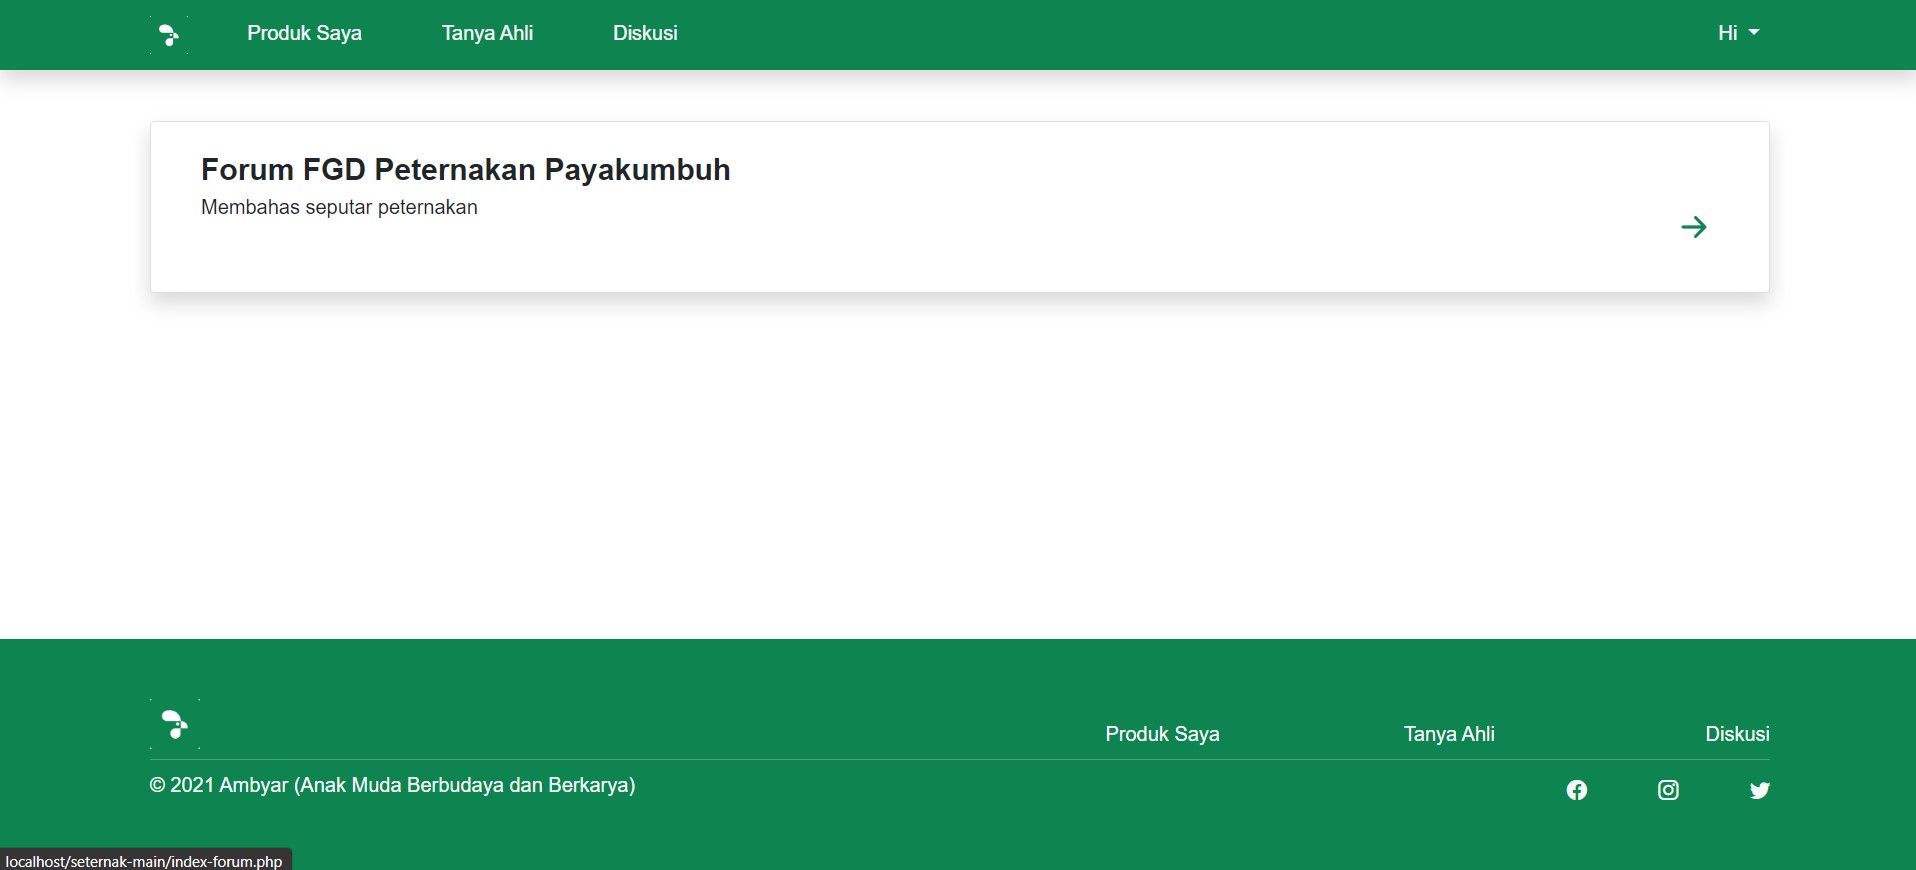 Produk Saya
Tanya Ahli
Diskusi
Hi
Forum FGD Peternakan Payakumbuh
Membahas seputar peternakan
Produk Saya
Tanya Ahli
Diskusi
© 2021 Ambyar (Anak Muda Berbudaya dan Berkarya)
localhost/seternak-main/index-forum.php